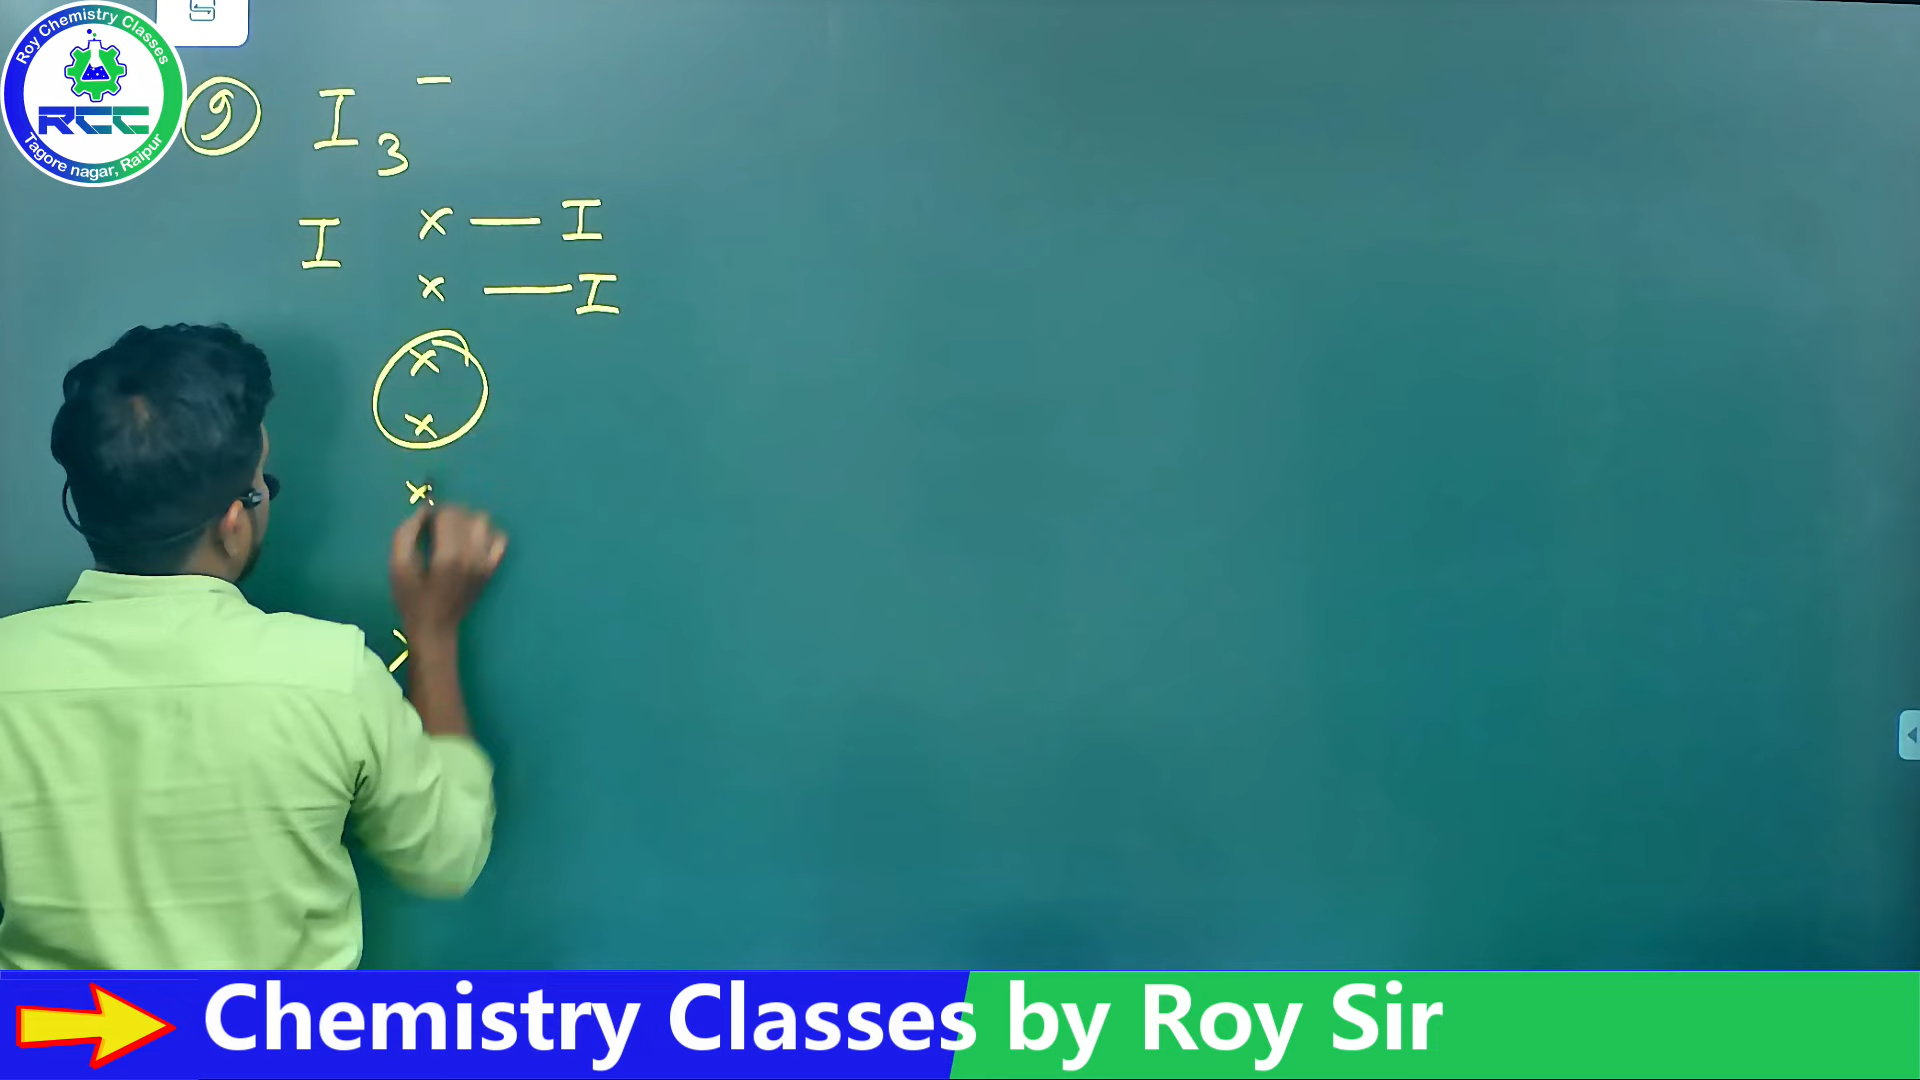 Roy Chemistry Classes
RCC
Tagore nagar, Raipur
9 I₃⁻
I × — I
× — I
×
×
×
Chemistry Classes by Roy Sir